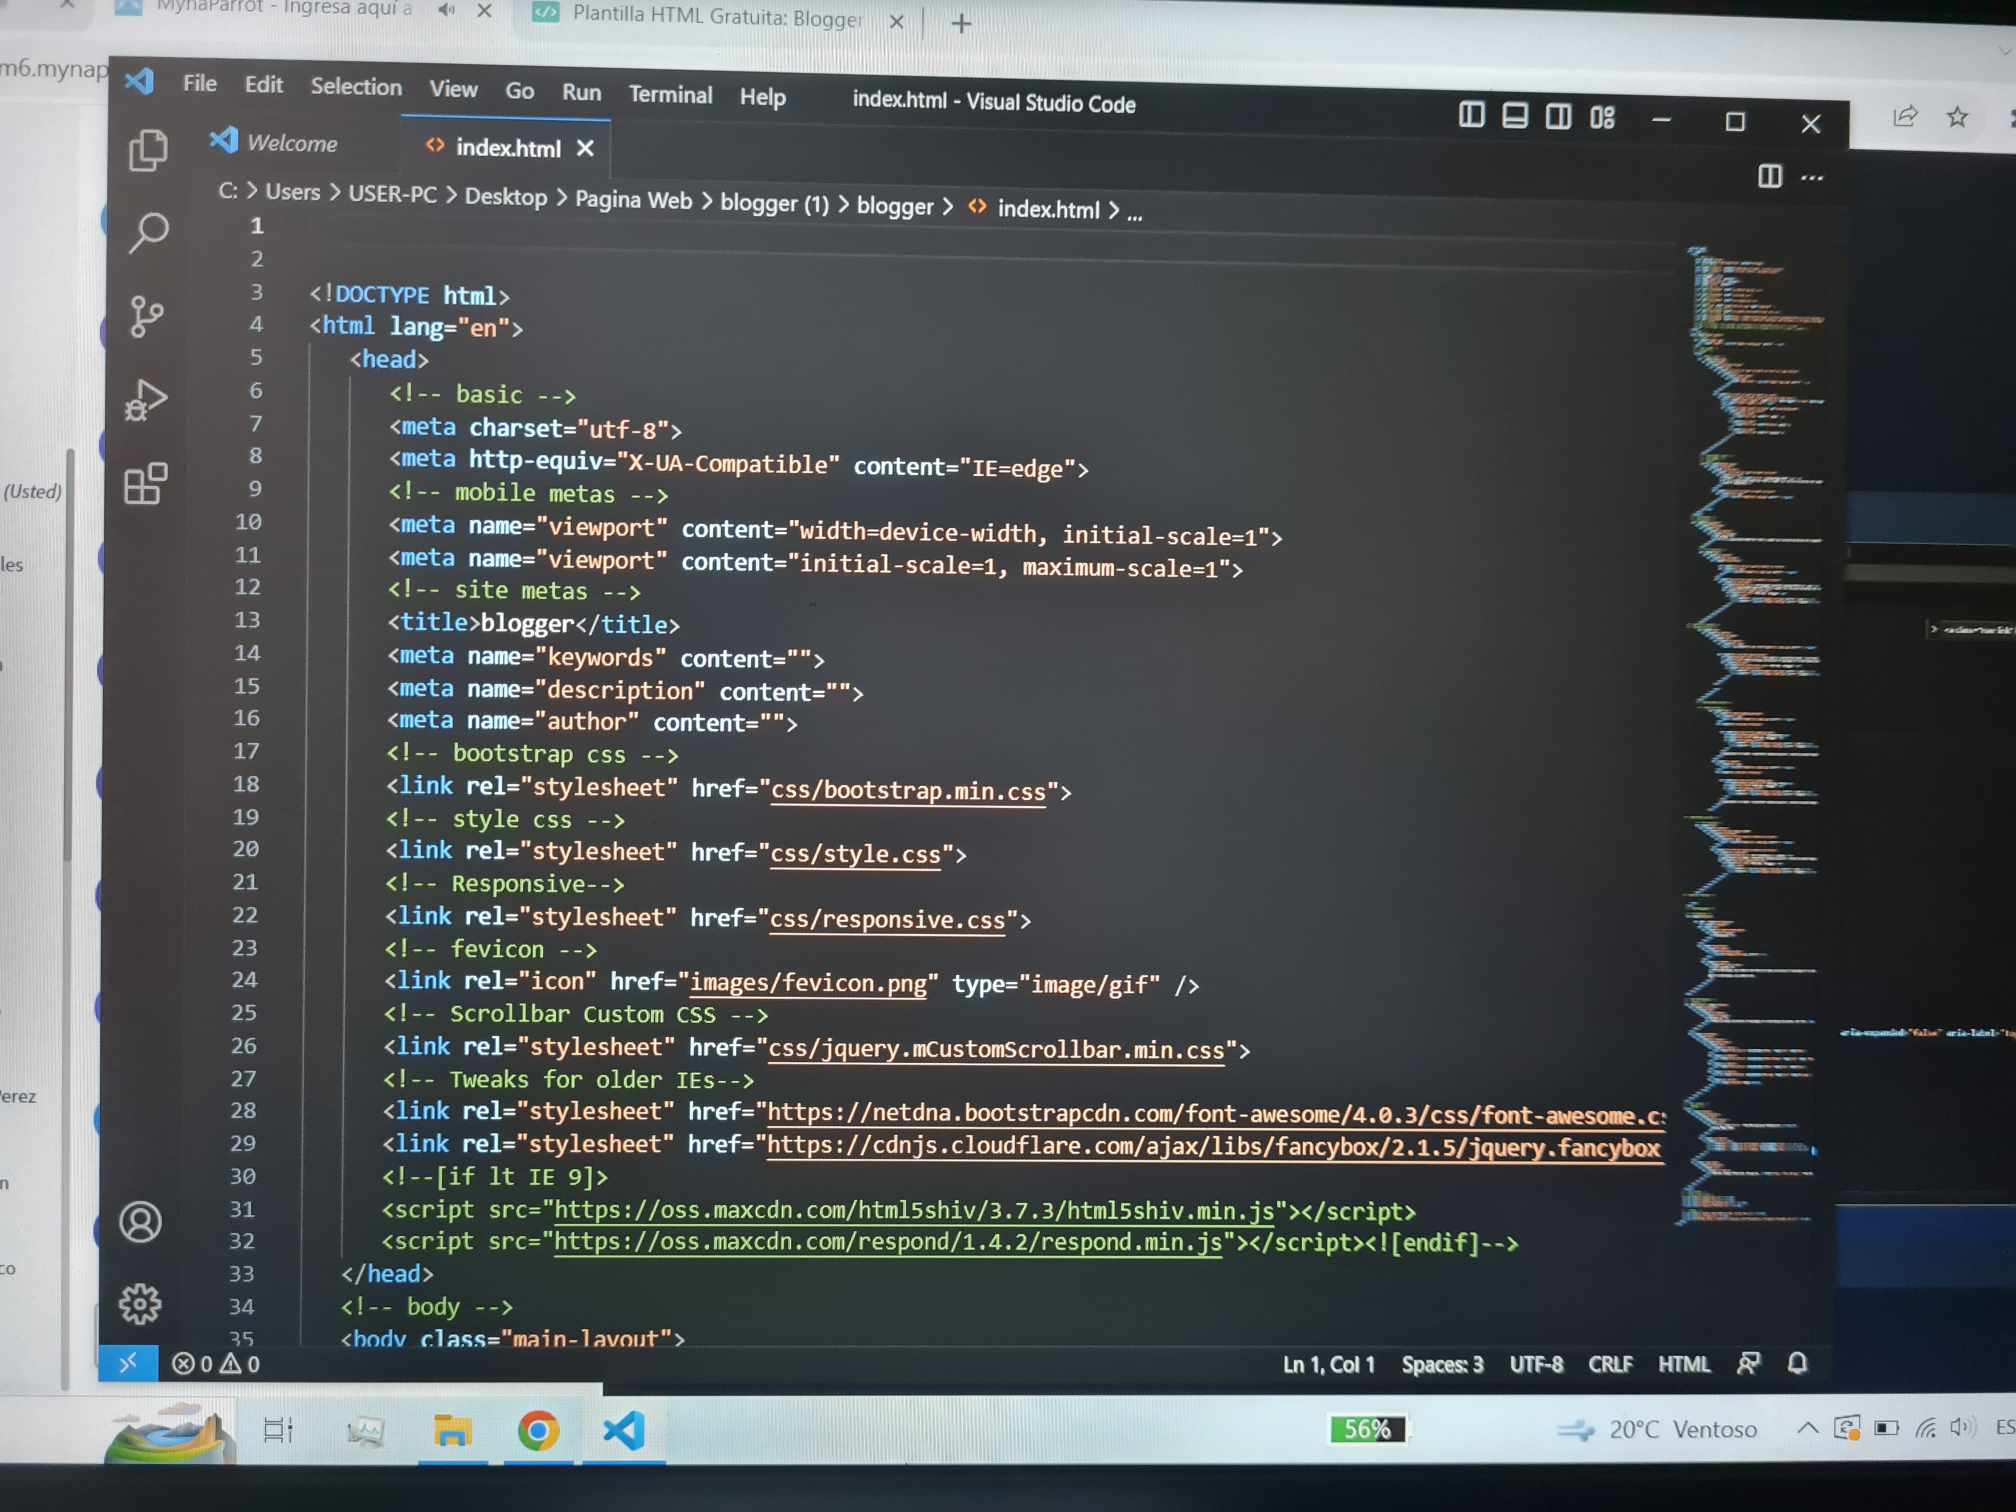 MynaParrot - Ingresa aquí a
Plantilla HTML Gratuita: Blogger
m6.mynap
File Edit Selection View Go Run Terminal Help index.html - Visual Studio Code
Welcome index.html
C: > Users > USER-PC > Desktop > Pagina Web > blogger (1) > blogger > <> index.html > ...
1
2
3 <!DOCTYPE html>
4 <html lang="en">
5 <head>
6 <!-- basic -->
7 <meta charset="utf-8">
8 <meta http-equiv="X-UA-Compatible" content="IE=edge">
9 <!-- mobile metas -->
10 <meta name="viewport" content="width=device-width, initial-scale=1">
11 <meta name="viewport" content="initial-scale=1, maximum-scale=1">
12 <!-- site metas -->
13 <title>blogger</title>
14 <meta name="keywords" content="">
15 <meta name="description" content="">
16 <meta name="author" content="">
17 <!-- bootstrap css -->
18 <link rel="stylesheet" href="css/bootstrap.min.css">
19 <!-- style css -->
20 <link rel="stylesheet" href="css/style.css">
21 <!-- Responsive-->
22 <link rel="stylesheet" href="css/responsive.css">
23 <!-- fevicon -->
24 <link rel="icon" href="images/fevicon.png" type="image/gif" />
25 <!-- Scrollbar Custom CSS -->
26 <link rel="stylesheet" href="css/jquery.mCustomScrollbar.min.css">
27 <!-- Tweaks for older IEs-->
28 <link rel="stylesheet" href="https://netdna.bootstrapcdn.com/font-awesome/4.0.3/css/font-awesome.c
29 <link rel="stylesheet" href="https://cdnjs.cloudflare.com/ajax/libs/fancybox/2.1.5/jquery.fancybox
30 <!--[if lt IE 9]>
31 <script src="https://oss.maxcdn.com/html5shiv/3.7.3/html5shiv.min.js"></script>
32 <script src="https://oss.maxcdn.com/respond/1.4.2/respond.min.js"></script><![endif]-->
33 </head>
34 <!-- body -->
35 <body class="main-layout">
(Usted)
les
erez
n
co
aria-expanded="false" aria-label="
0 0 Ln 1, Col 1 Spaces: 3 UTF-8 CRLF HTML
56% 20°C Ventoso ES